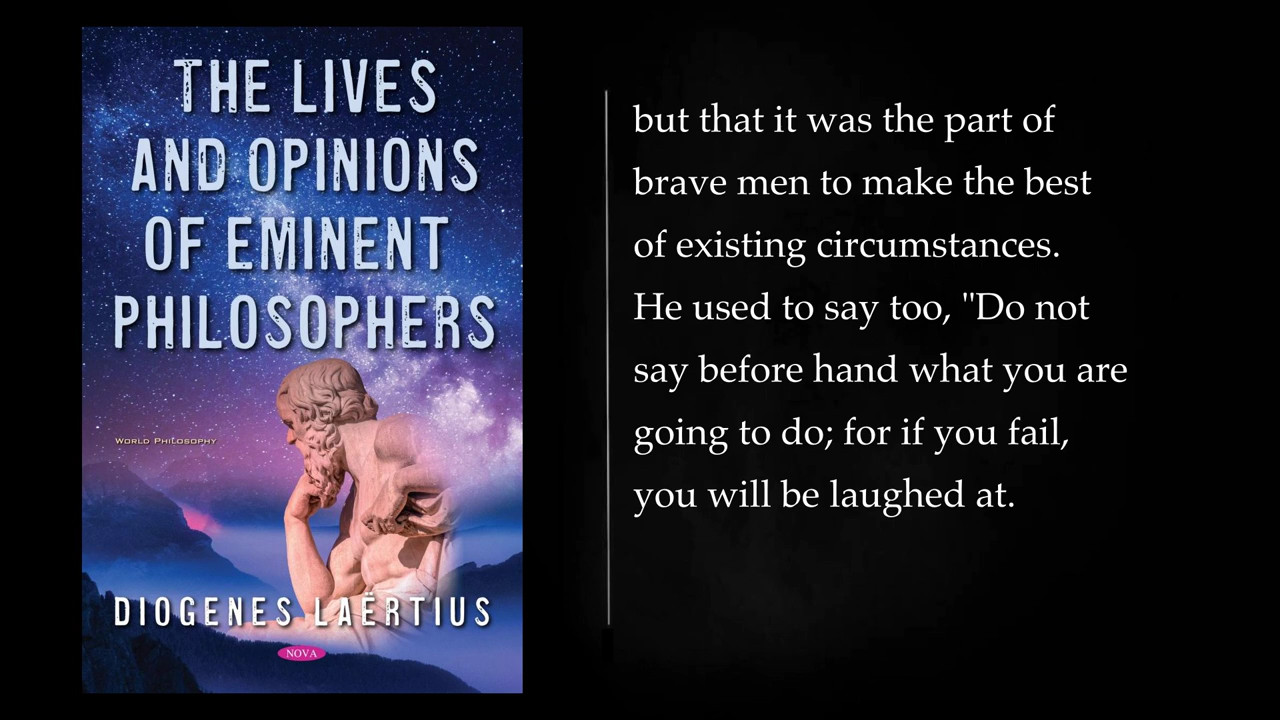 THE LIVES
AND OPINIONS
OF EMINENT
PHILOSOPHERS
WORLD PHILOSOPHY
DIOGENES LAËRTIUS
NOVA
but that it was the part of
brave men to make the best
of existing circumstances.
He used to say too, "Do not
say before hand what you are
going to do; for if you fail,
you will be laughed at.